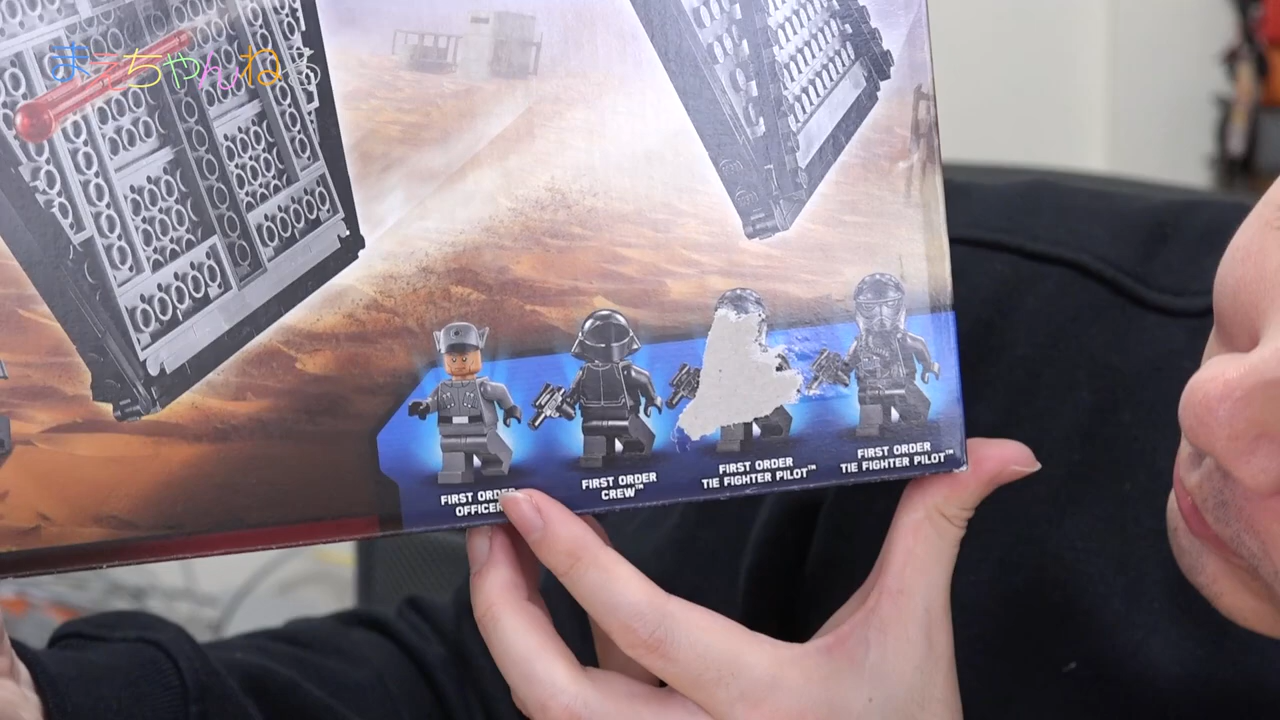 まえちゃんねる
FIRST ORDER
OFFICER
FIRST ORDER
CREW™
FIRST ORDER
TIE FIGHTER PILOT™
FIRST ORDER
TIE FIGHTER PILOT™